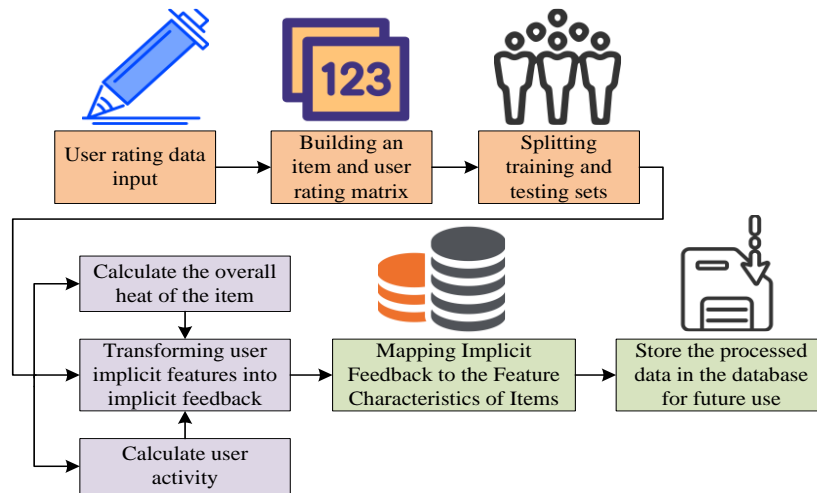 123
User rating data
input
Building an
item and user
rating matrix
Splitting
training and
testing sets
Calculate the overall
heat of the item
Transforming user
implicit features into
implicit feedback
Calculate user
activity
Mapping Implicit
Feedback to the Feature
Characteristics of Items
Store the processed
data in the database
for future use